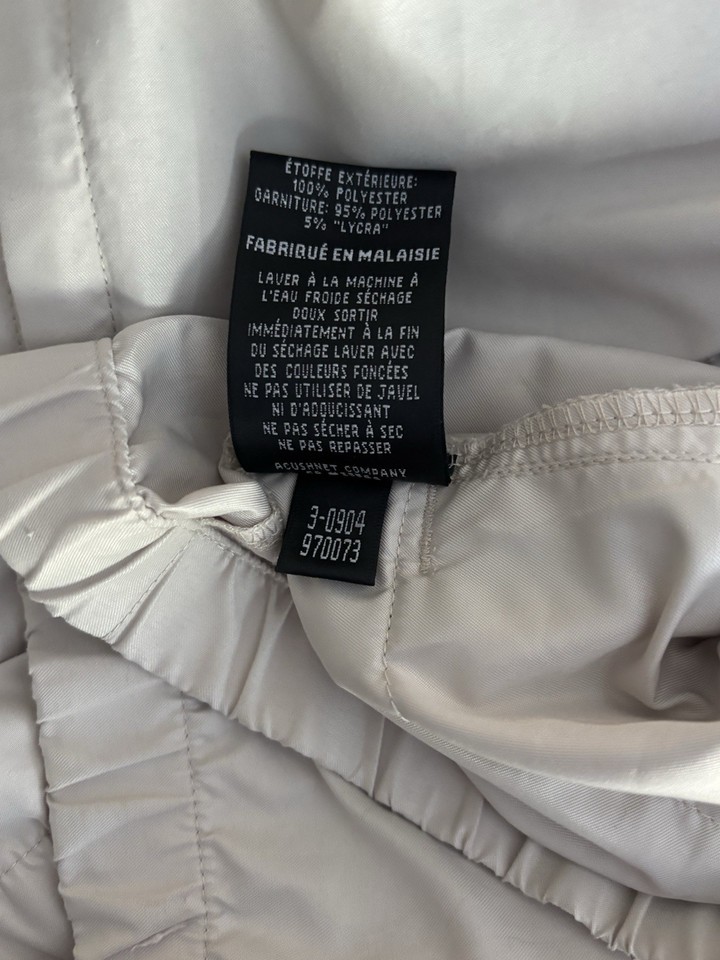 ÉTOFFE EXTÉRIEURE:
100% POLYESTER
GARNITURE: 95% POLYESTER
5% "LYCRA"
FABRIQUÉ EN MALAISIE
LAVER À LA MACHINE À
L'EAU FROIDE SÉCHAGE
DOUX SORTIR
IMMÉDIATEMENT À LA FIN
DU SÉCHAGE LAVER AVEC
DES COULEURS FONCÉES
NE PAS UTILISER DE JAVEL
NI D'ADOUCISSANT
NE PAS SÉCHER À SEC
NE PAS REPASSER
ACUSHNET COMPANY
3-0904
970073